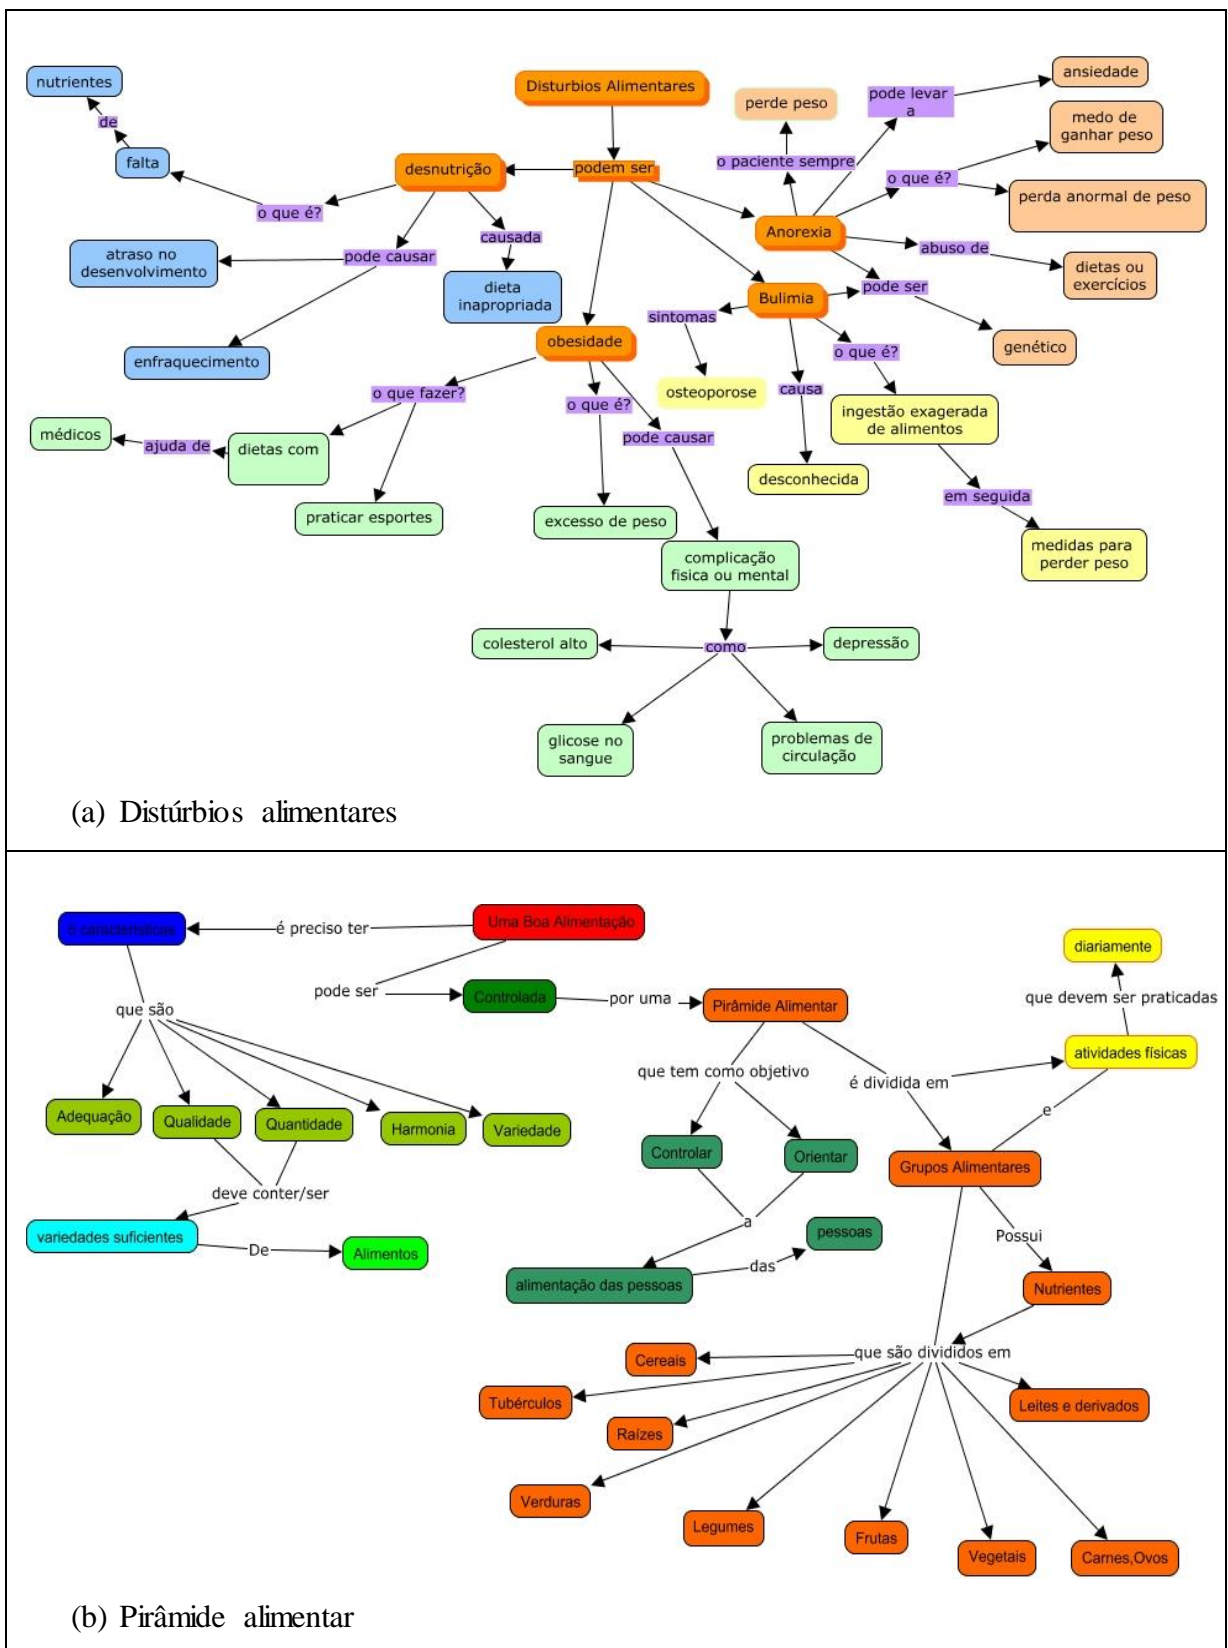 Disturbios Alimentares
podem ser
desnutrição
o que é?
falta
de
nutrientes
pode causar
atraso no
desenvolvimento
enfraquecimento
causada
dieta
inapropriada
obesidade
o que fazer?
dietas com
ajuda de
médicos
praticar esportes
o que é?
excesso de peso
pode causar
complicação
fisica ou mental
como
colesterol alto
depressão
glicose no
sangue
problemas de
circulação
Bulimia
sintomas
osteoporose
causa
desconhecida
o que é?
ingestão exagerada
de alimentos
em seguida
medidas para
perder peso
Anorexia
o paciente sempre
perde peso
pode levar
a
ansiedade
o que é?
medo de
ganhar peso
perda anormal de peso
abuso de
dietas ou
exercícios
pode ser
genético
(a) Distúrbios alimentares
Uma Boa Alimentação
é preciso ter
5 características
que são
Adequação
Qualidade
Quantidade
Harmonia
Variedade
deve conter/ser
variedades suficientes
De
Alimentos
pode ser
Controlada
por uma
Pirâmide Alimentar
que tem como objetivo
Controlar
Orientar
a
alimentação das pessoas
das
pessoas
é dividida em
atividades físicas
que devem ser praticadas
diariamente
e
Grupos Alimentares
Possui
Nutrientes
que são divididos em
Cereais
Tubérculos
Raízes
Verduras
Legumes
Frutas
Vegetais
Carnes,Ovos
Leites e derivados
(b) Pirâmide alimentar